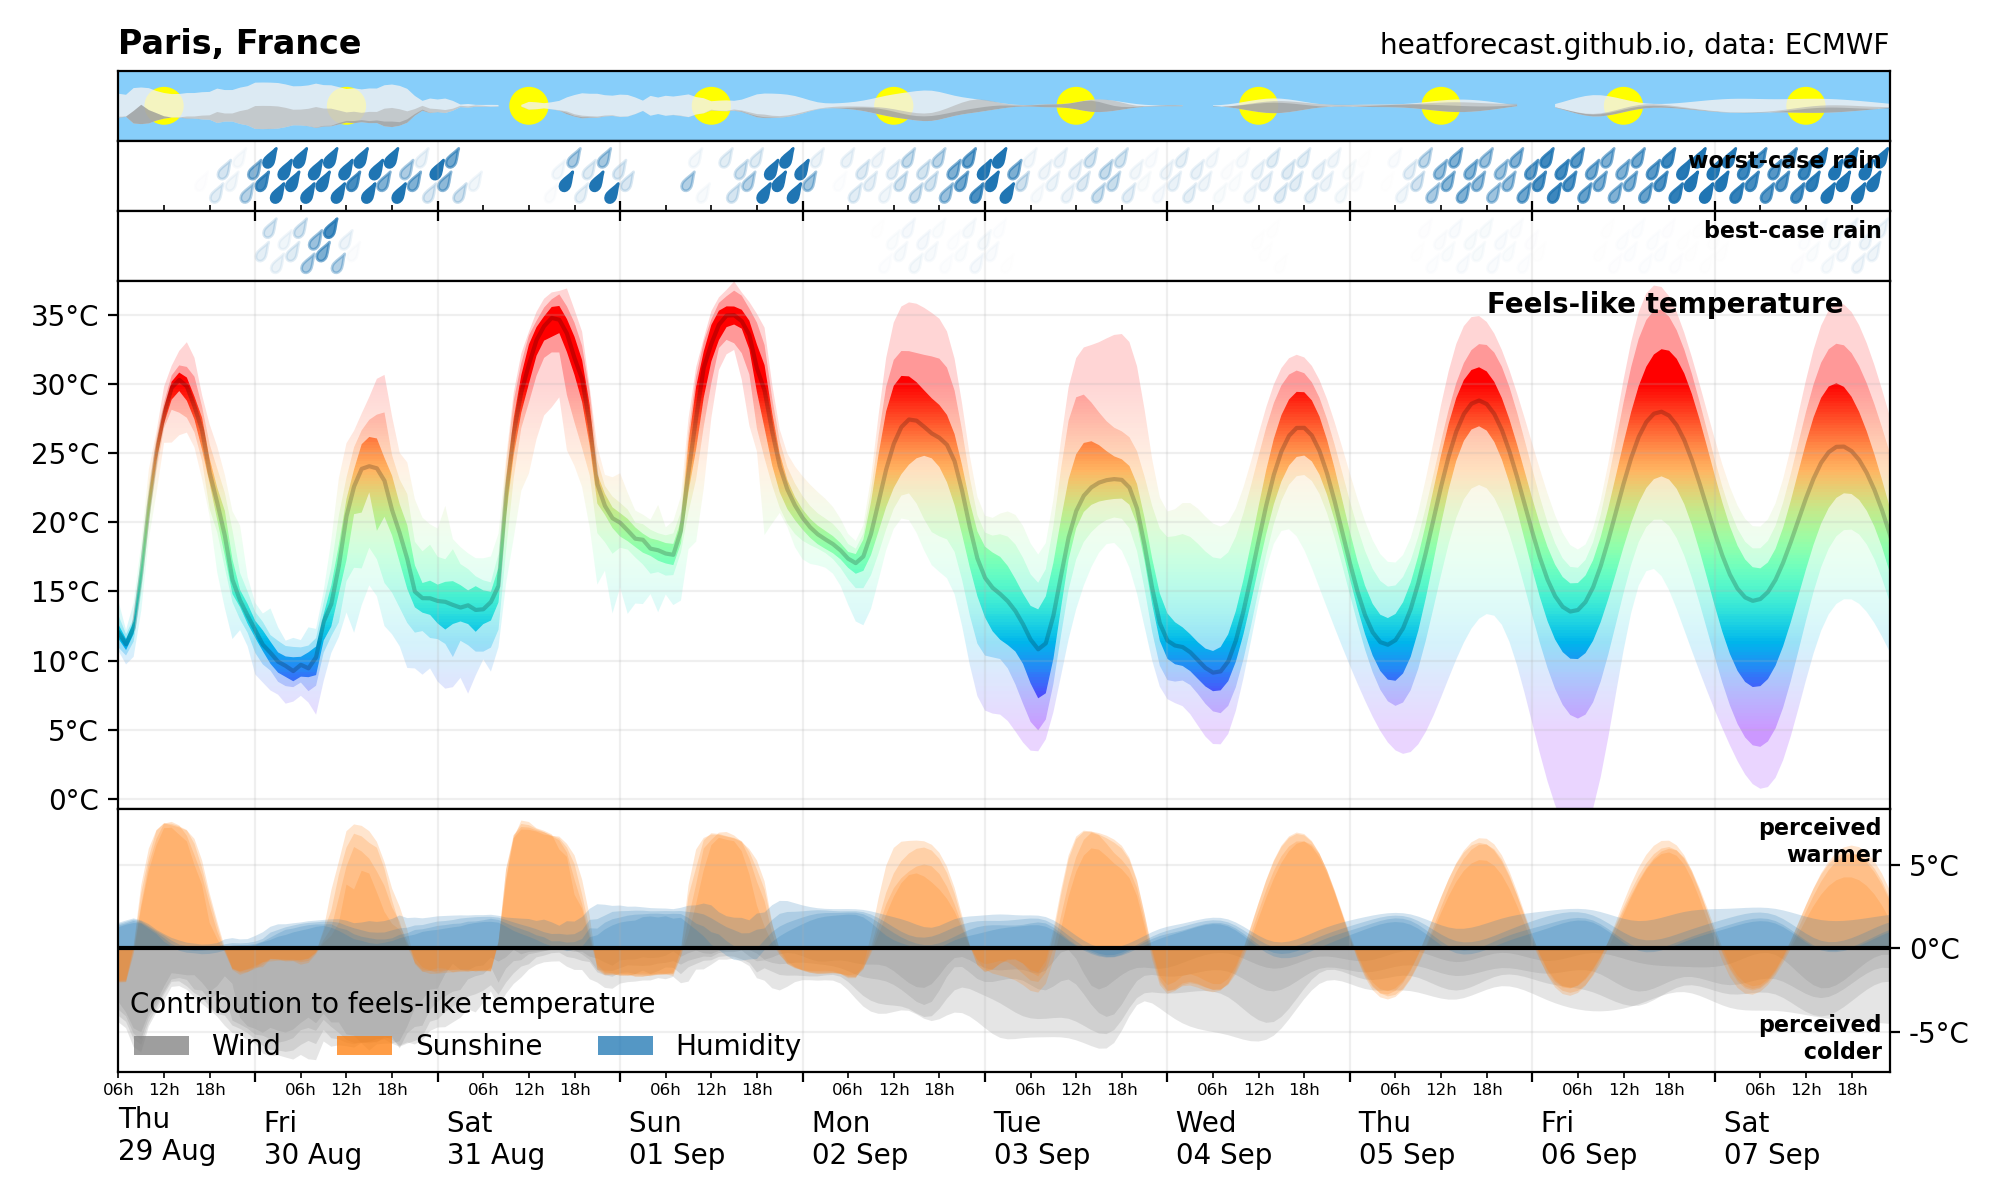 Paris, France
heatforecast.github.io, data: ECMWF
worst-case rain
best-case rain
Feels-like temperature
35°C
30°C
25°C
20°C
15°C
10°C
5°C
0°C
perceived
warmer
5°C
0°C
-5°C
perceived
colder
Contribution to feels-like temperature
Wind Sunshine Humidity
06h 12h 18h 06h 12h 18h 06h 12h 18h 06h 12h 18h 06h 12h 18h 06h 12h 18h 06h 12h 18h 06h 12h 18h 06h 12h 18h 06h 12h 18h
Thu Fri Sat Sun Mon Tue Wed Thu Fri Sat
29 Aug 30 Aug 31 Aug 01 Sep 02 Sep 03 Sep 04 Sep 05 Sep 06 Sep 07 Sep